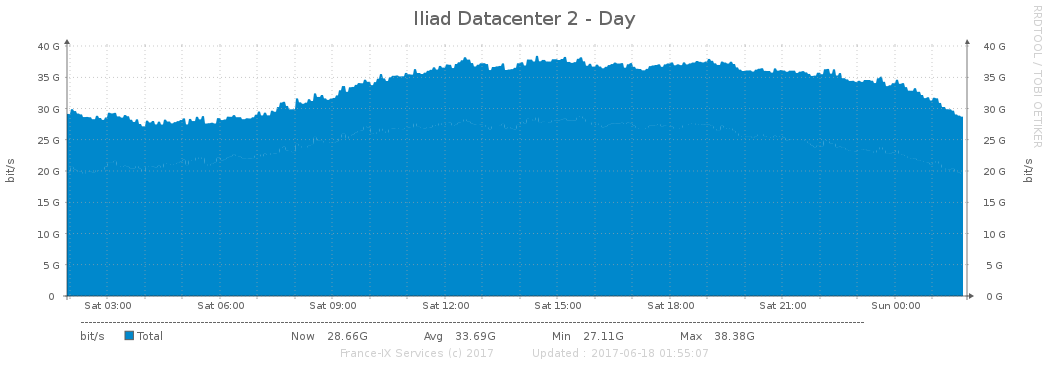 Iliad Datacenter 2 - Day
RRDTOOL / TOBI OETIKER
40 G 40 G
35 G 35 G
30 G 30 G
25 G 25 G
20 G 20 G
15 G 15 G
10 G 10 G
5 G 5 G
0 0 G
bit/s bit/s
Sat 03:00 Sat 06:00 Sat 09:00 Sat 12:00 Sat 15:00 Sat 18:00 Sat 21:00 Sun 00:00
bit/s Total Now 28.66G Avg 33.69G Min 27.11G Max 38.38G
France-IX Services (c) 2017 Updated : 2017-06-18 01:55:07